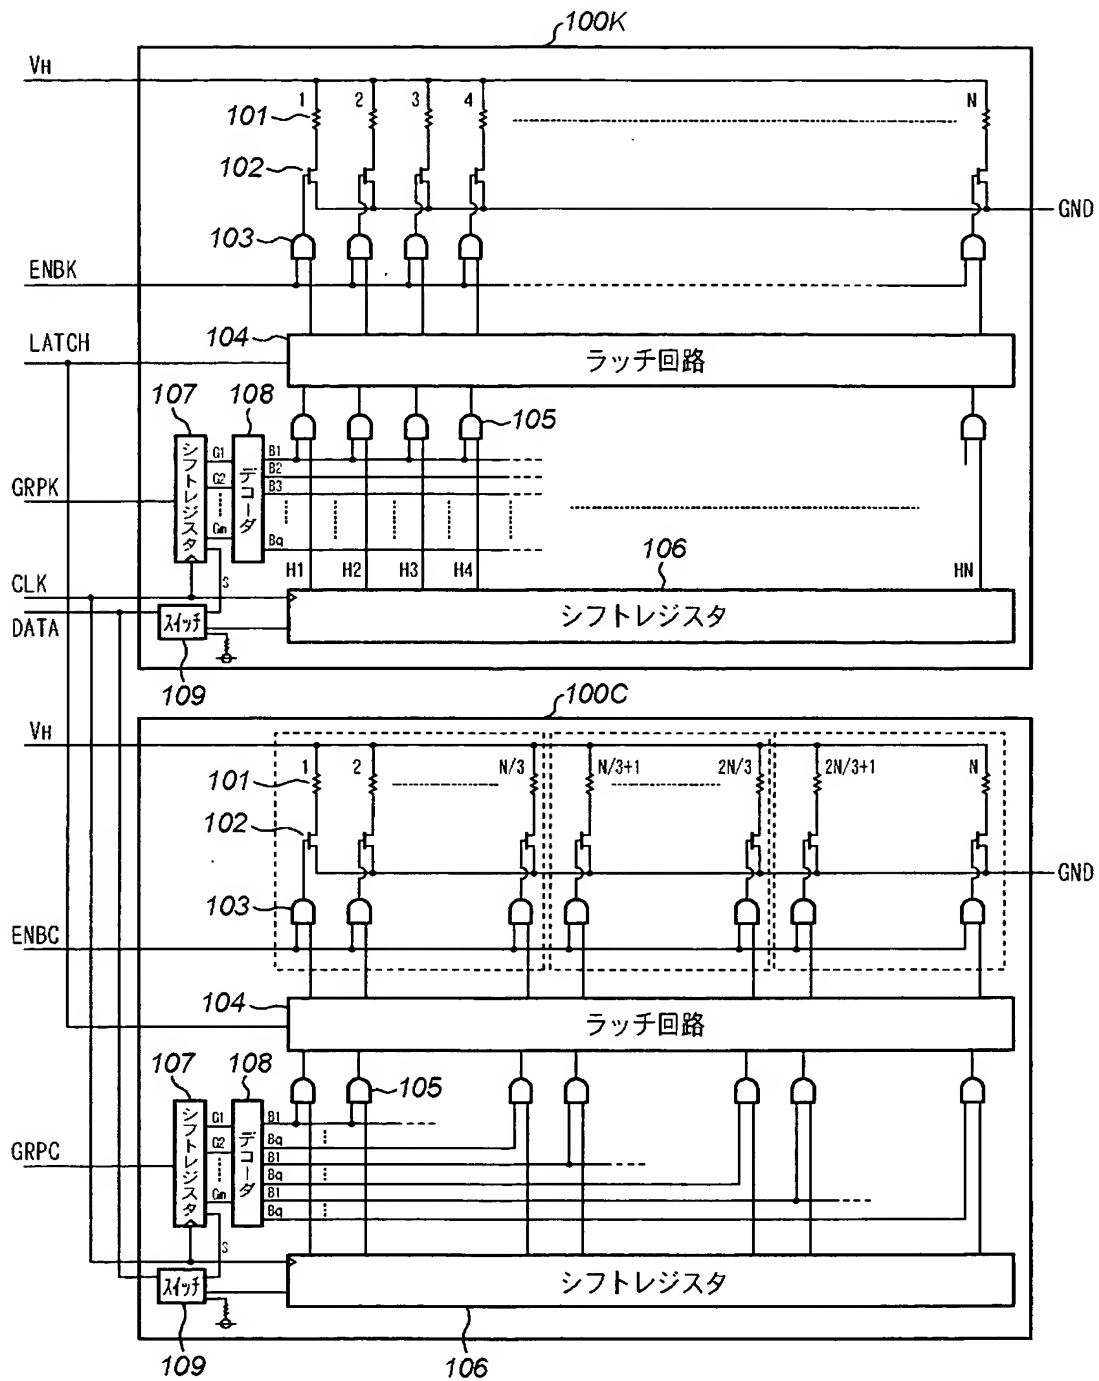 100K
VH
1 2 3 4 N
101
102
GND
103
ENBK
104
LATCH
ラッチ回路
107 108
105
シフトレジスタ
G1
G2
Gm
デコーダ
B1
B2
B3
Bq
GRPK
S
H1 H2 H3 H4 HN
106
CLK
DATA
スイッチ
シフトレジスタ
109
100C
VH
1 2 N/3 N/3+1 2N/3 2N/3+1 N
101
102
GND
103
ENBC
104
ラッチ回路
107 108
105
シフトレジスタ
G1
G2
Gm
デコーダ
B1
Bq
B1
Bq
B1
Bq
GRPC
S
スイッチ
シフトレジスタ
109
106